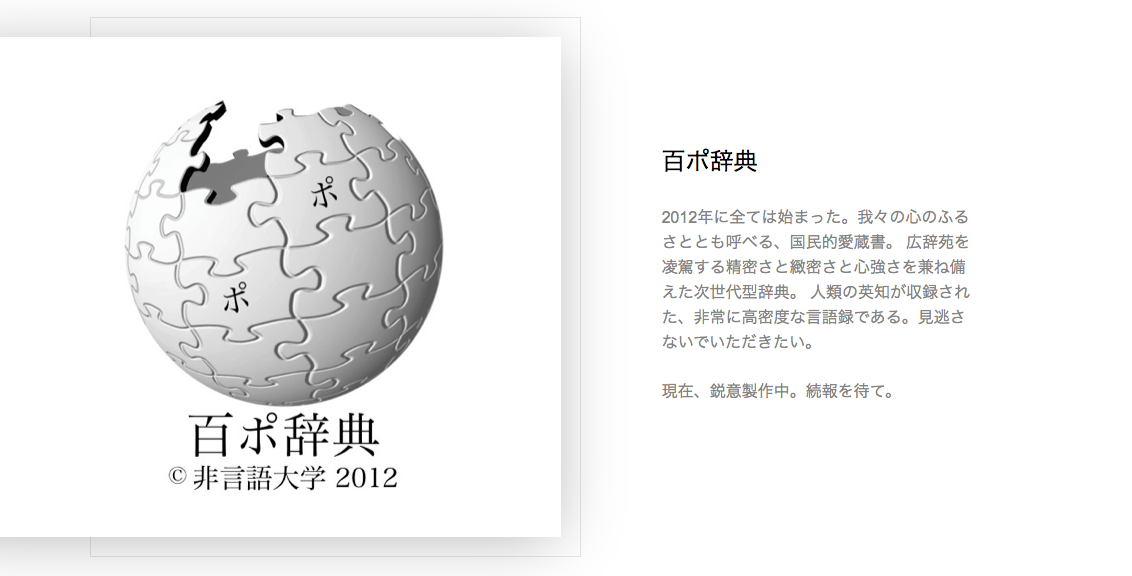 ポ
ポ
百ポ辞典
© 非言語大学 2012
百ポ辞典
2012年に全ては始まった。我々の心のふる
さととも呼べる、国民的愛蔵書。 広辞苑を
凌駕する精密さと緻密さと心強さを兼ね備
えた次世代型辞典。 人類の英知が収録され
た、非常に高密度な言語録である。見逃さ
ないでいただきたい。
現在、鋭意製作中。続報を待て。